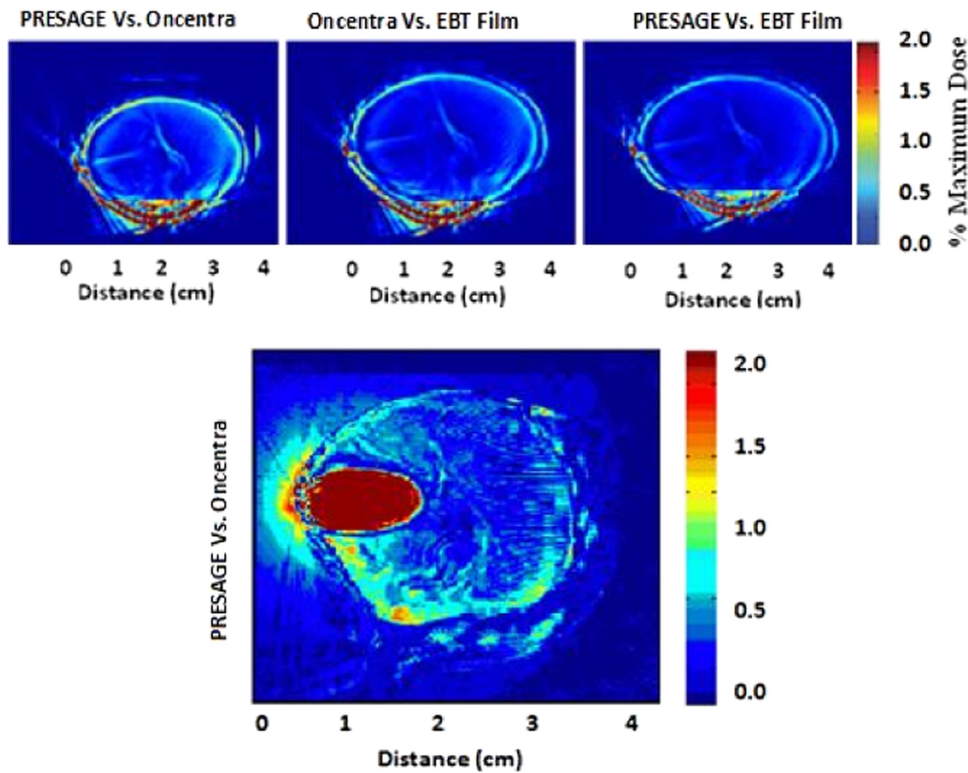 PRESAGE Vs. Oncentra
Oncentra Vs. EBT Film
PRESAGE Vs. EBT Film
2.0
1.5
1.0
0.5
0.0
% Maximum Dose
0 1 2 3 4
Distance (cm)
0 1 2 3 4
Distance (cm)
0 1 2 3 4
Distance (cm)
PRESAGE Vs. Oncentra
2.0
1.5
1.0
0.5
0.0
0 1 2 3 4
Distance (cm)